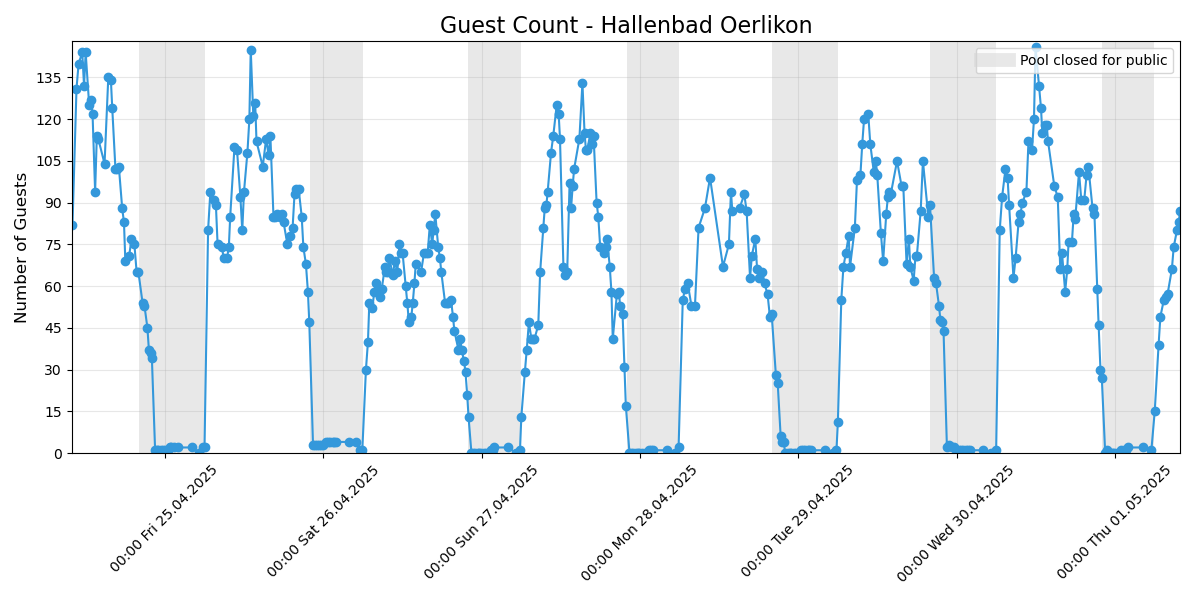 Guest Count - Hallenbad Oerlikon
Pool closed for public
Number of Guests
135
120
105
90
75
60
45
30
15
0
00:00 Fri 25.04.2025
00:00 Sat 26.04.2025
00:00 Sun 27.04.2025
00:00 Mon 28.04.2025
00:00 Tue 29.04.2025
00:00 Wed 30.04.2025
00:00 Thu 01.05.2025